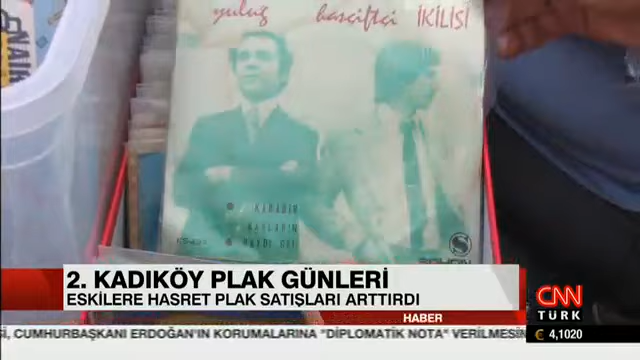 yuluğ hasçiftçi İKİLİSİ
2. KADIKÖY PLAK GÜNLERİ
ESKİLERE HASRET PLAK SATIŞLARI ARTTIRDI
HABER
CNN
TÜRK
CUMHURBAŞKANI ERDOĞAN'IN KORUMALARINA "DİPLOMATİK NOTA" VERİLMESİN
€ 4,1020